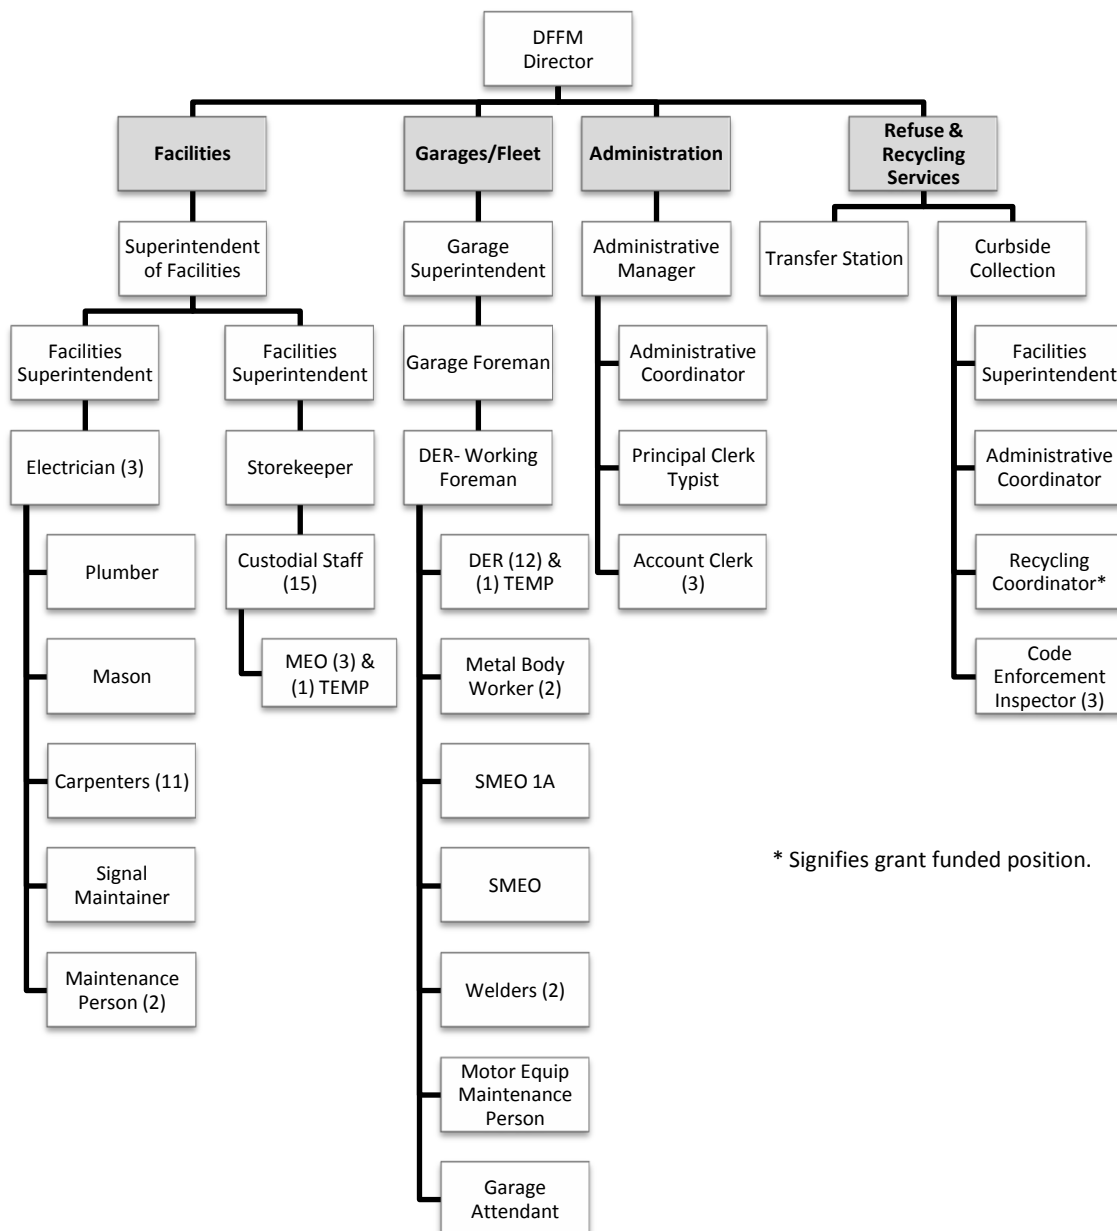 DFFM
Director
Facilities
Garages/Fleet
Administration
Refuse &
Recycling
Services
Superintendent
of Facilities
Garage
Superintendent
Administrative
Manager
Transfer Station
Curbside
Collection
Facilities
Superintendent
Facilities
Superintendent
Garage Foreman
Administrative
Coordinator
Facilities
Superintendent
Electrician (3)
Storekeeper
DER- Working
Foreman
Principal Clerk
Typist
Administrative
Coordinator
Plumber
Custodial Staff
(15)
DER (12) &
(1) TEMP
Account Clerk
(3)
Recycling
Coordinator*
Mason
MEO (3) &
(1) TEMP
Metal Body
Worker (2)
Code
Enforcement
Inspector (3)
Carpenters (11)
SMEO 1A
Signal
Maintainer
SMEO
* Signifies grant funded position.
Maintenance
Person (2)
Welders (2)
Motor Equip
Maintenance
Person
Garage
Attendant